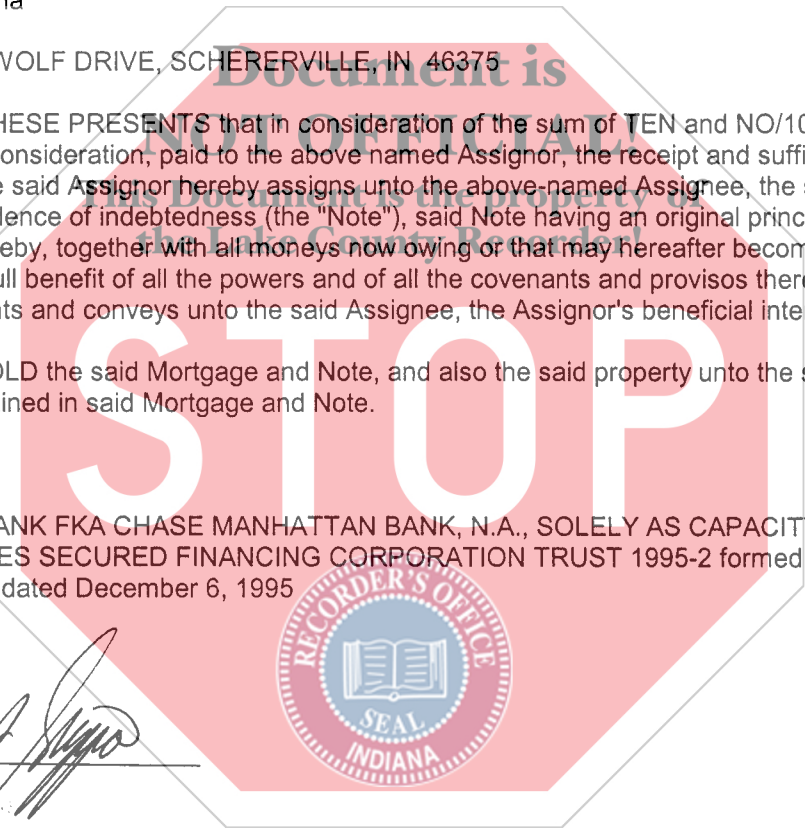 WOLF DRIVE, SCHERERVILLE, IN 46375
Document is
HESE PRESENTS that in consideration of the sum of TEN and NO/10
NOT OFFICIAL!
onsideration, paid to the above named Assignor, the receipt and suffi
e said Assignor hereby assigns unto the above-named Assignee, the s
This Document is the property of
lence of indebtedness (the "Note"), said Note having an original princ
the Lake County Recorder!
eby, together with all moneys now owing or that may hereafter becom
ull benefit of all the powers and of all the covenants and provisos there
ts and conveys unto the said Assignee, the Assignor's beneficial inte
STOP
OLD the said Mortgage and Note, and also the said property unto the s
ined in said Mortgage and Note.
ANK FKA CHASE MANHATTAN BANK, N.A., SOLELY AS CAPACIT
ES SECURED FINANCING CORPORATION TRUST 1995-2 formed
dated December 6, 1995
RECORDER'S OFFICE
SEAL
INDIANA